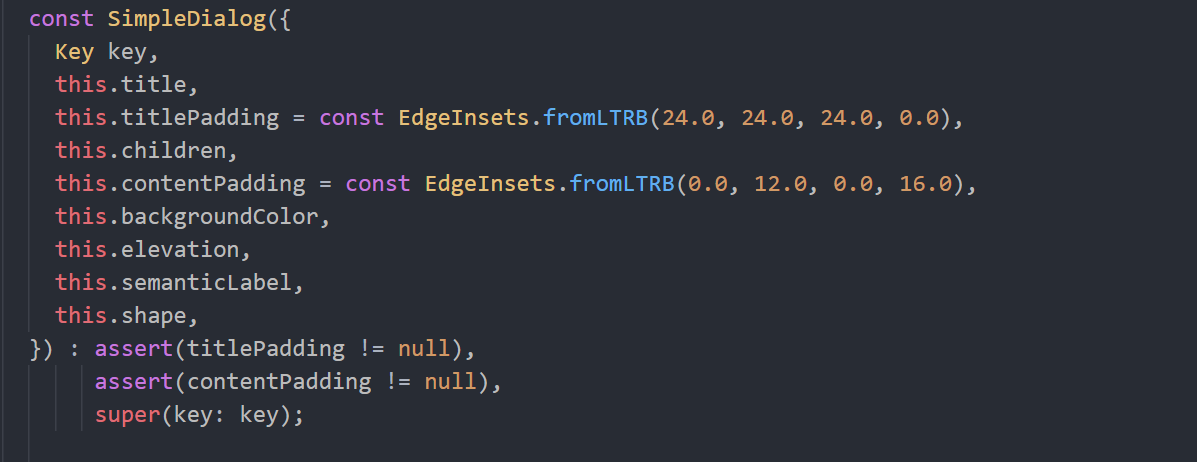 const SimpleDialog({
Key key,
this.title,
this.titlePadding = const EdgeInsets.fromLTRB(24.0, 24.0, 24.0, 0.0),
this.children,
this.contentPadding = const EdgeInsets.fromLTRB(0.0, 12.0, 0.0, 16.0),
this.backgroundColor,
this.elevation,
this.semanticLabel,
this.shape,
}) : assert(titlePadding != null),
assert(contentPadding != null),
super(key: key);